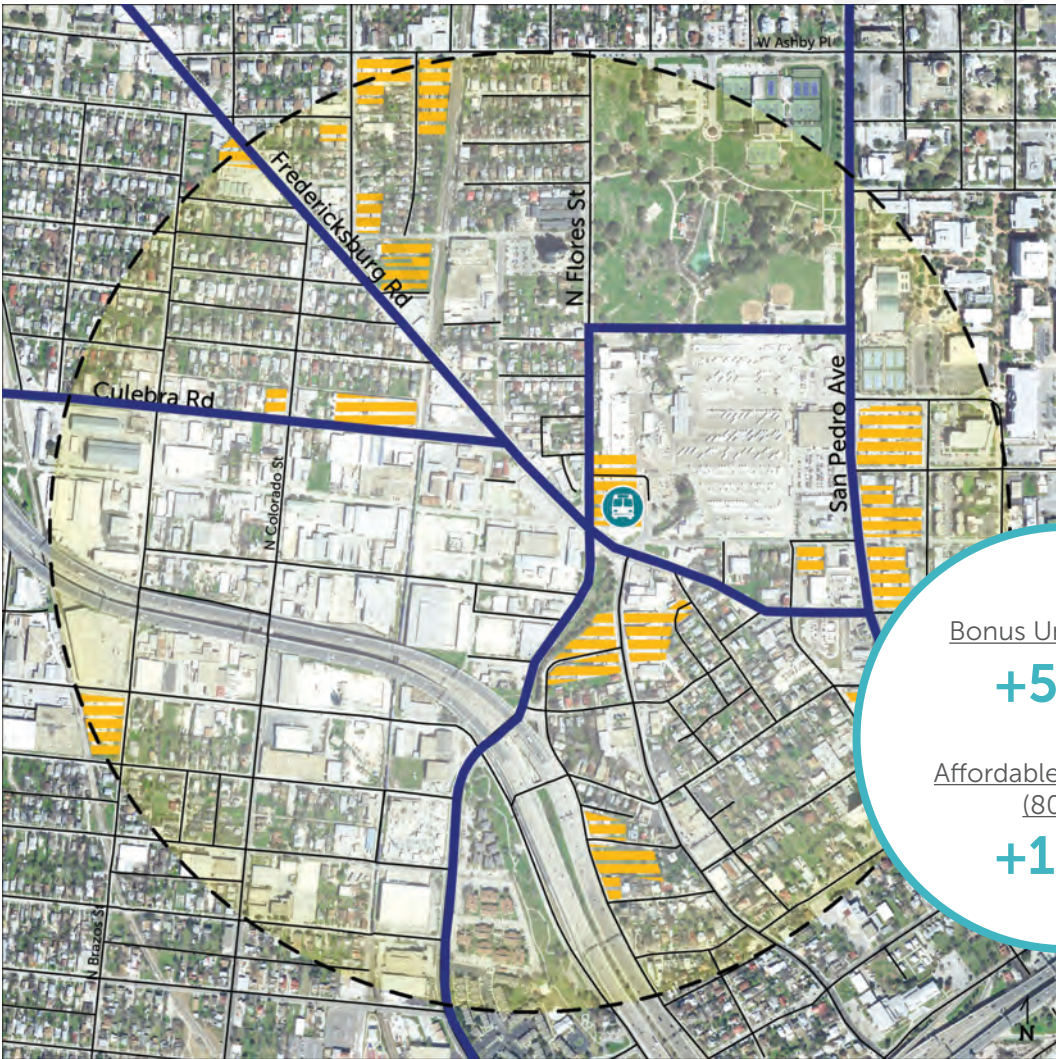 W Ashby Pl
Fredericksburg Rd
N Flores St
San Pedro Ave
Culebra Rd
N Colorado St
Bonus
+5
Affordable
(80
+1
N Brazos St
N